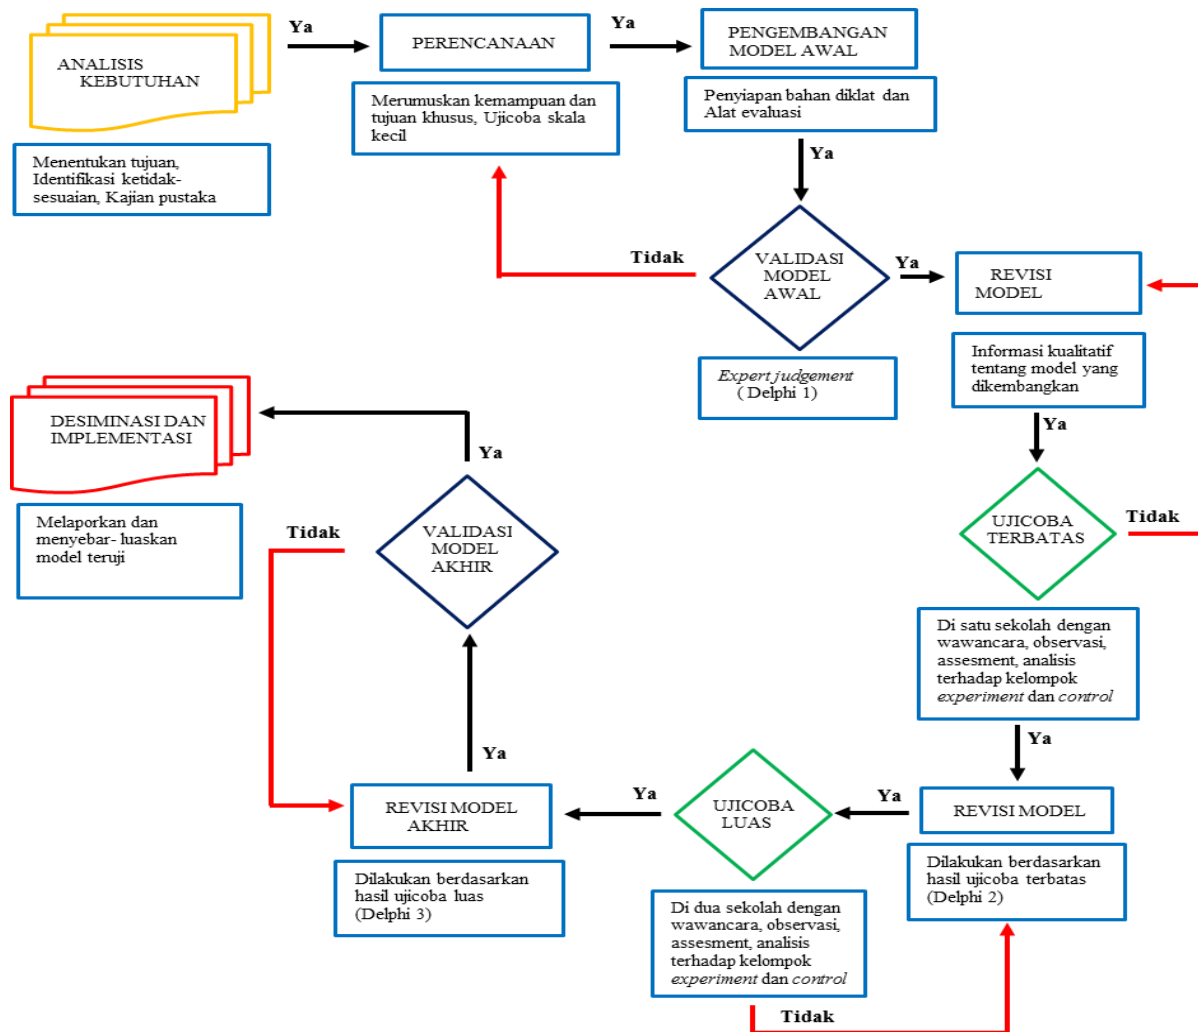 Ya
Ya
ANALISIS
KEBUTUHAN
PERENCANAAN
PENGEMBANGAN
MODEL AWAL
Menentukan tujuan,
Identifikasi ketidak-
sesuaian, Kajian pustaka
Merumuskan kemampuan dan
tujuan khusus, Ujicoba skala
kecil
Penyiapan bahan diklat dan
Alat evaluasi
Ya
Tidak
VALIDASI
MODEL
AWAL
Ya
REVISI
MODEL
Expert judgement
( Delphi 1)
Informasi kualitatif
tentang model yang
dikembangkan
Ya
UJICOBA
TERBATAS
Tidak
Di satu sekolah dengan
wawancara, observasi,
assesment, analisis
terhadap kelompok
experiment dan control
Ya
REVISI MODEL
Dilakukan berdasarkan
hasil ujicoba terbatas
(Delphi 2)
Ya
UJICOBA
LUAS
Di dua sekolah dengan
wawancara, observasi,
assesment, analisis
terhadap kelompok
experiment dan control
Tidak
Ya
REVISI MODEL
AKHIR
Dilakukan berdasarkan
hasil ujicoba luas
(Delphi 3)
Ya
VALIDASI
MODEL
AKHIR
Tidak
Ya
DESIMINASI DAN
IMPLEMENTASI
Melaporkan dan
menyebar- luaskan
model teruji